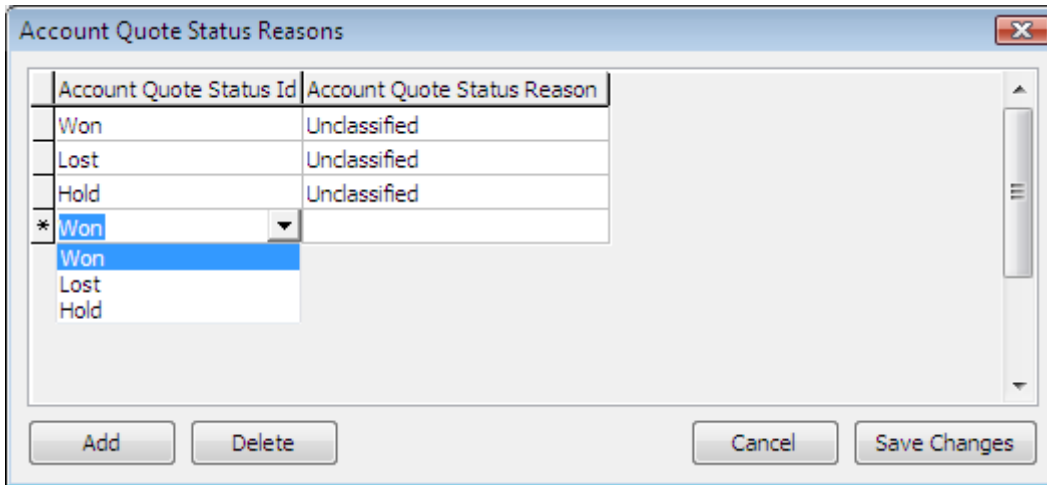 Account Quote Status Reasons
Account Quote Status Id Account Quote Status Reason
Won Unclassified
Lost Unclassified
Hold Unclassified
* Won
Won
Lost
Hold
Add Delete Cancel Save Changes